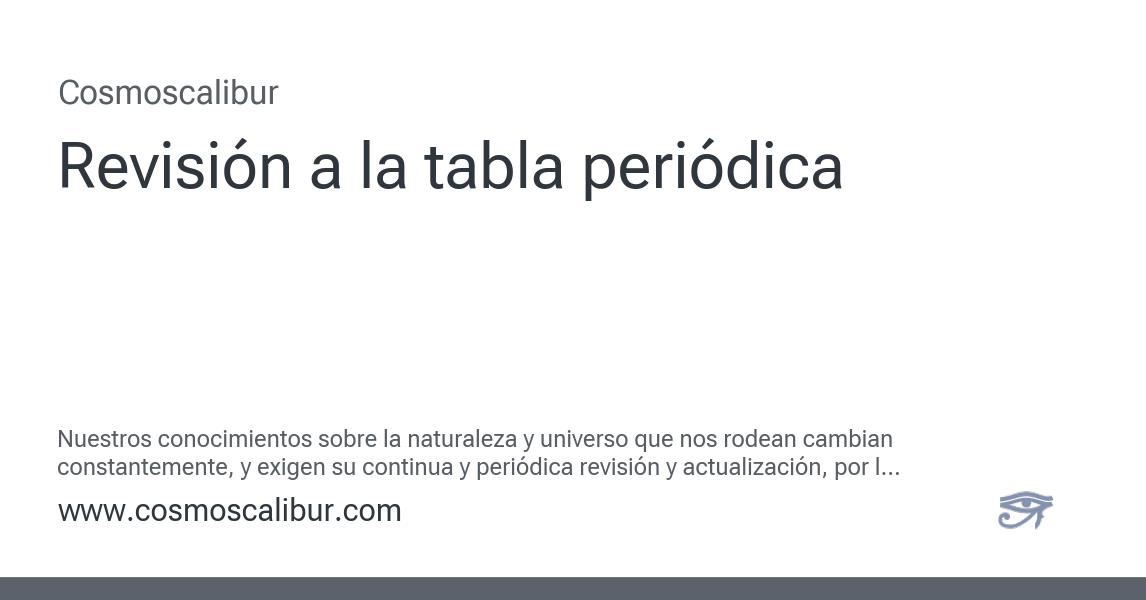 Cosmoscalibur
Revisión a la tabla periódica
Nuestros conocimientos sobre la naturaleza y universo que nos rodean cambian
constantemente, y exigen su continua y periódica revisión y actualización, por l...
www.cosmoscalibur.com